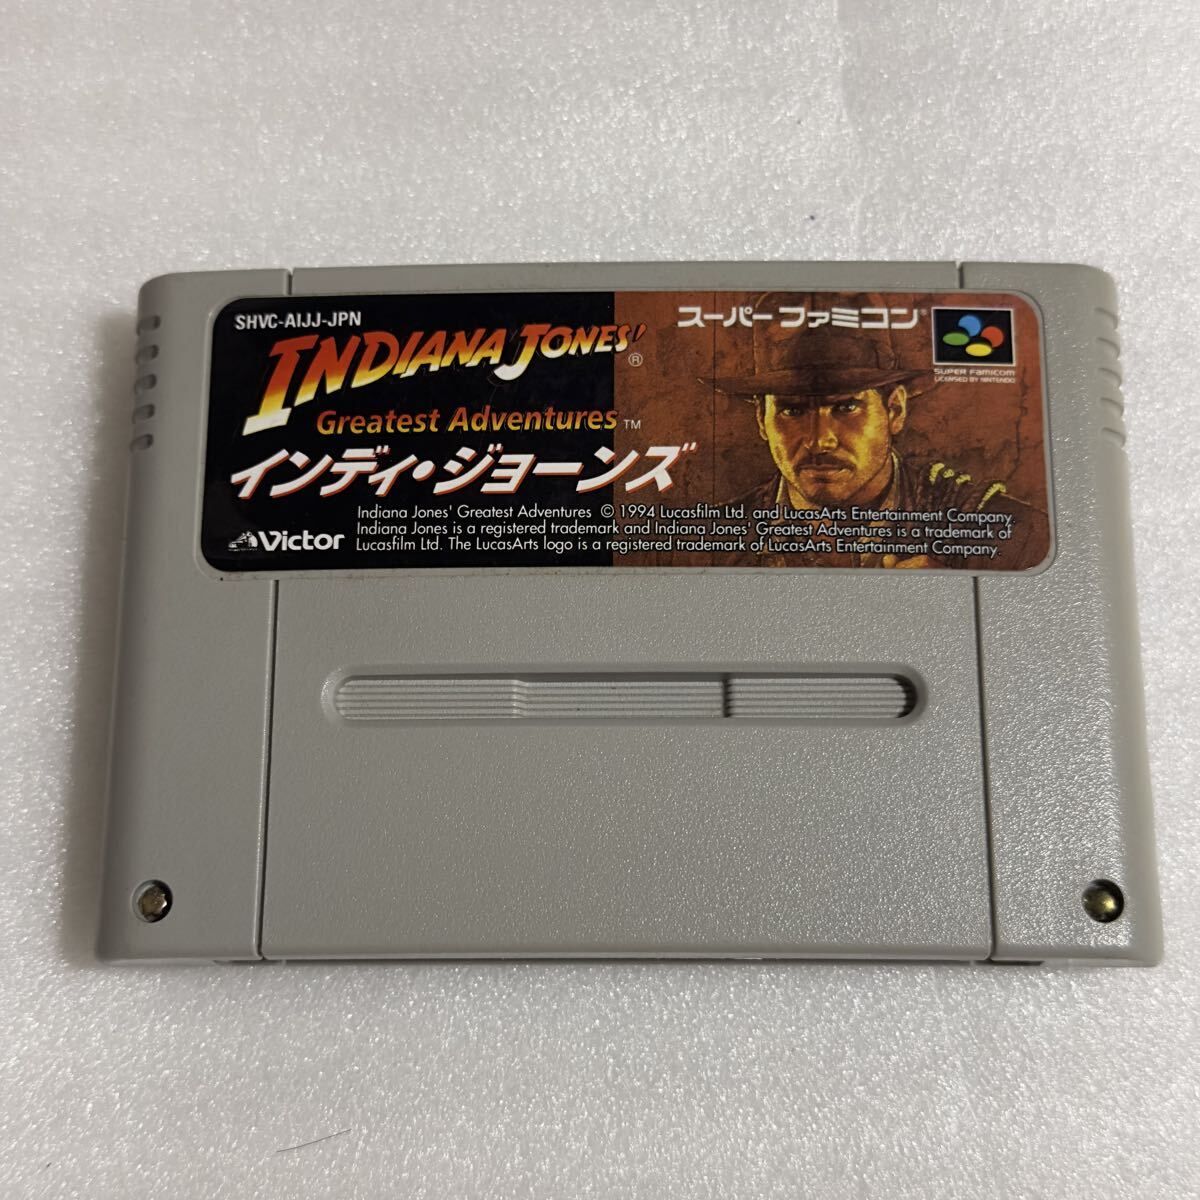 SHVC-AIJJ-JPN
スーパーファミコン®
INDIANA JONES'®
Greatest Adventures™
インディ・ジョーンズ
SUPER FAMICOM
LICENSED BY NINTENDO
Victor
Indiana Jones' Greatest Adventures © 1994 Lucasfilm Ltd. and LucasArts Entertainment Company.
Indiana Jones is a registered trademark and Indiana Jones' Greatest Adventures is a trademark of
Lucasfilm Ltd. The LucasArts logo is a registered trademark of LucasArts Entertainment Company.